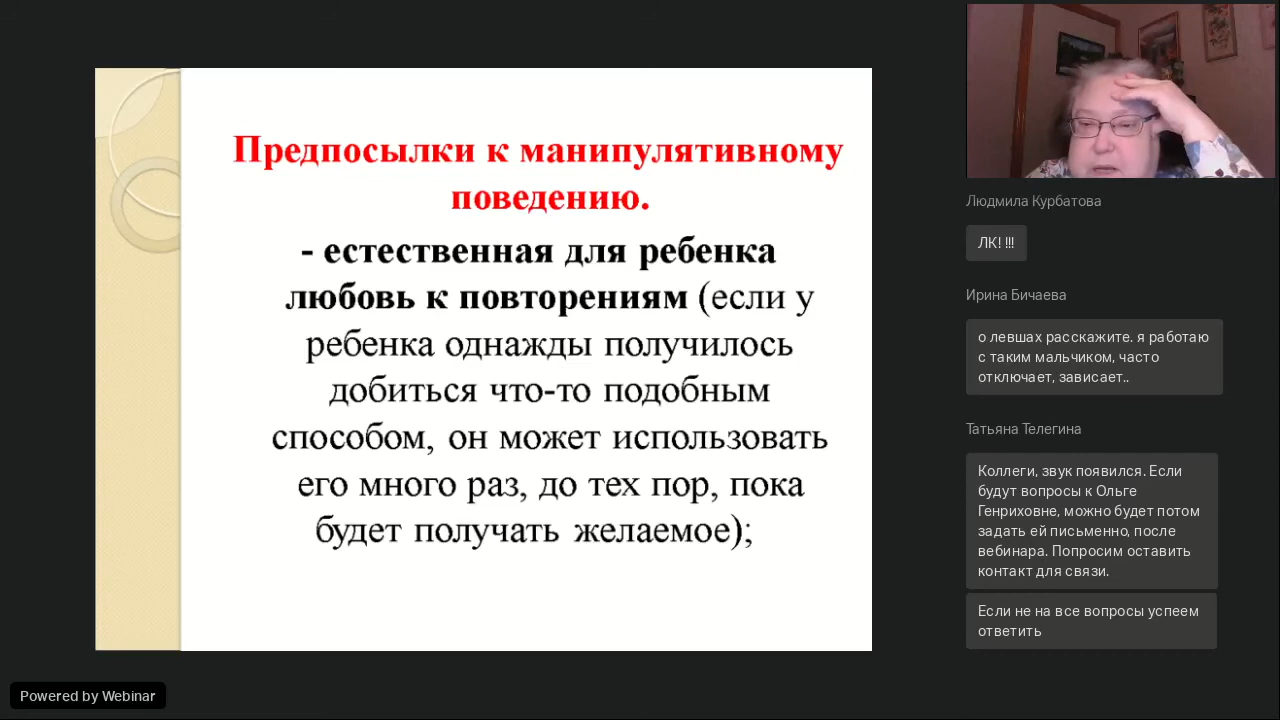 Предпосылки к манипулятивному
поведению.
- естественная для ребенка
любовь к повторениям (если у
ребенка однажды получилось
добиться что-то подобным
способом, он может использовать
его много раз, до тех пор, пока
будет получать желаемое);
Людмила Курбатова
ЛК! !!!
Ирина Бичаева
о левшах расскажите. я работаю
с таким мальчиком, часто
отключает, зависает..
Татьяна Телегина
Коллеги, звук появился. Если
будут вопросы к Ольге
Генриховне, можно будет потом
задать ей письменно, после
вебинара. Попросим оставить
контакт для связи.
Если не на все вопросы успеем
ответить
Powered by Webinar